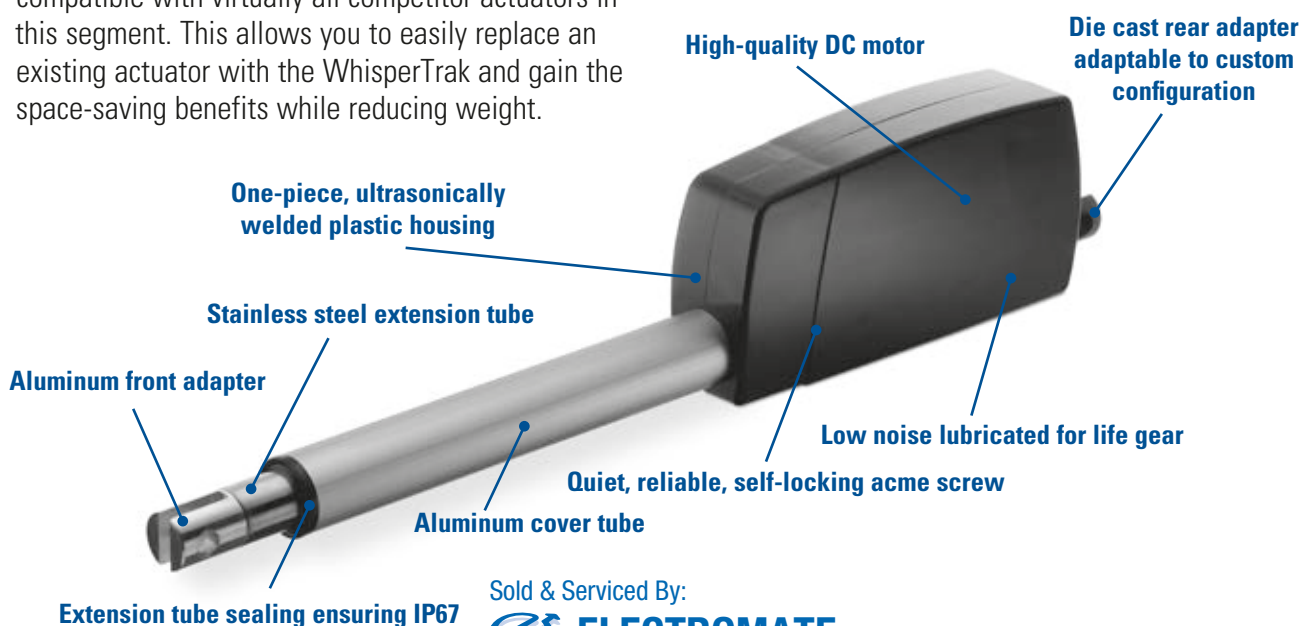 compatible with virtually all competitor actuators in
this segment. This allows you to easily replace an
existing actuator with the WhisperTrak and gain the
space-saving benefits while reducing weight.
High-quality DC motor
Die cast rear adapter
adaptable to custom
configuration
One-piece, ultrasonically
welded plastic housing
Stainless steel extension tube
Aluminum front adapter
Low noise lubricated for life gear
Quiet, reliable, self-locking acme screw
Aluminum cover tube
Extension tube sealing ensuring IP67
Sold & Serviced By:
ELECTROMATE